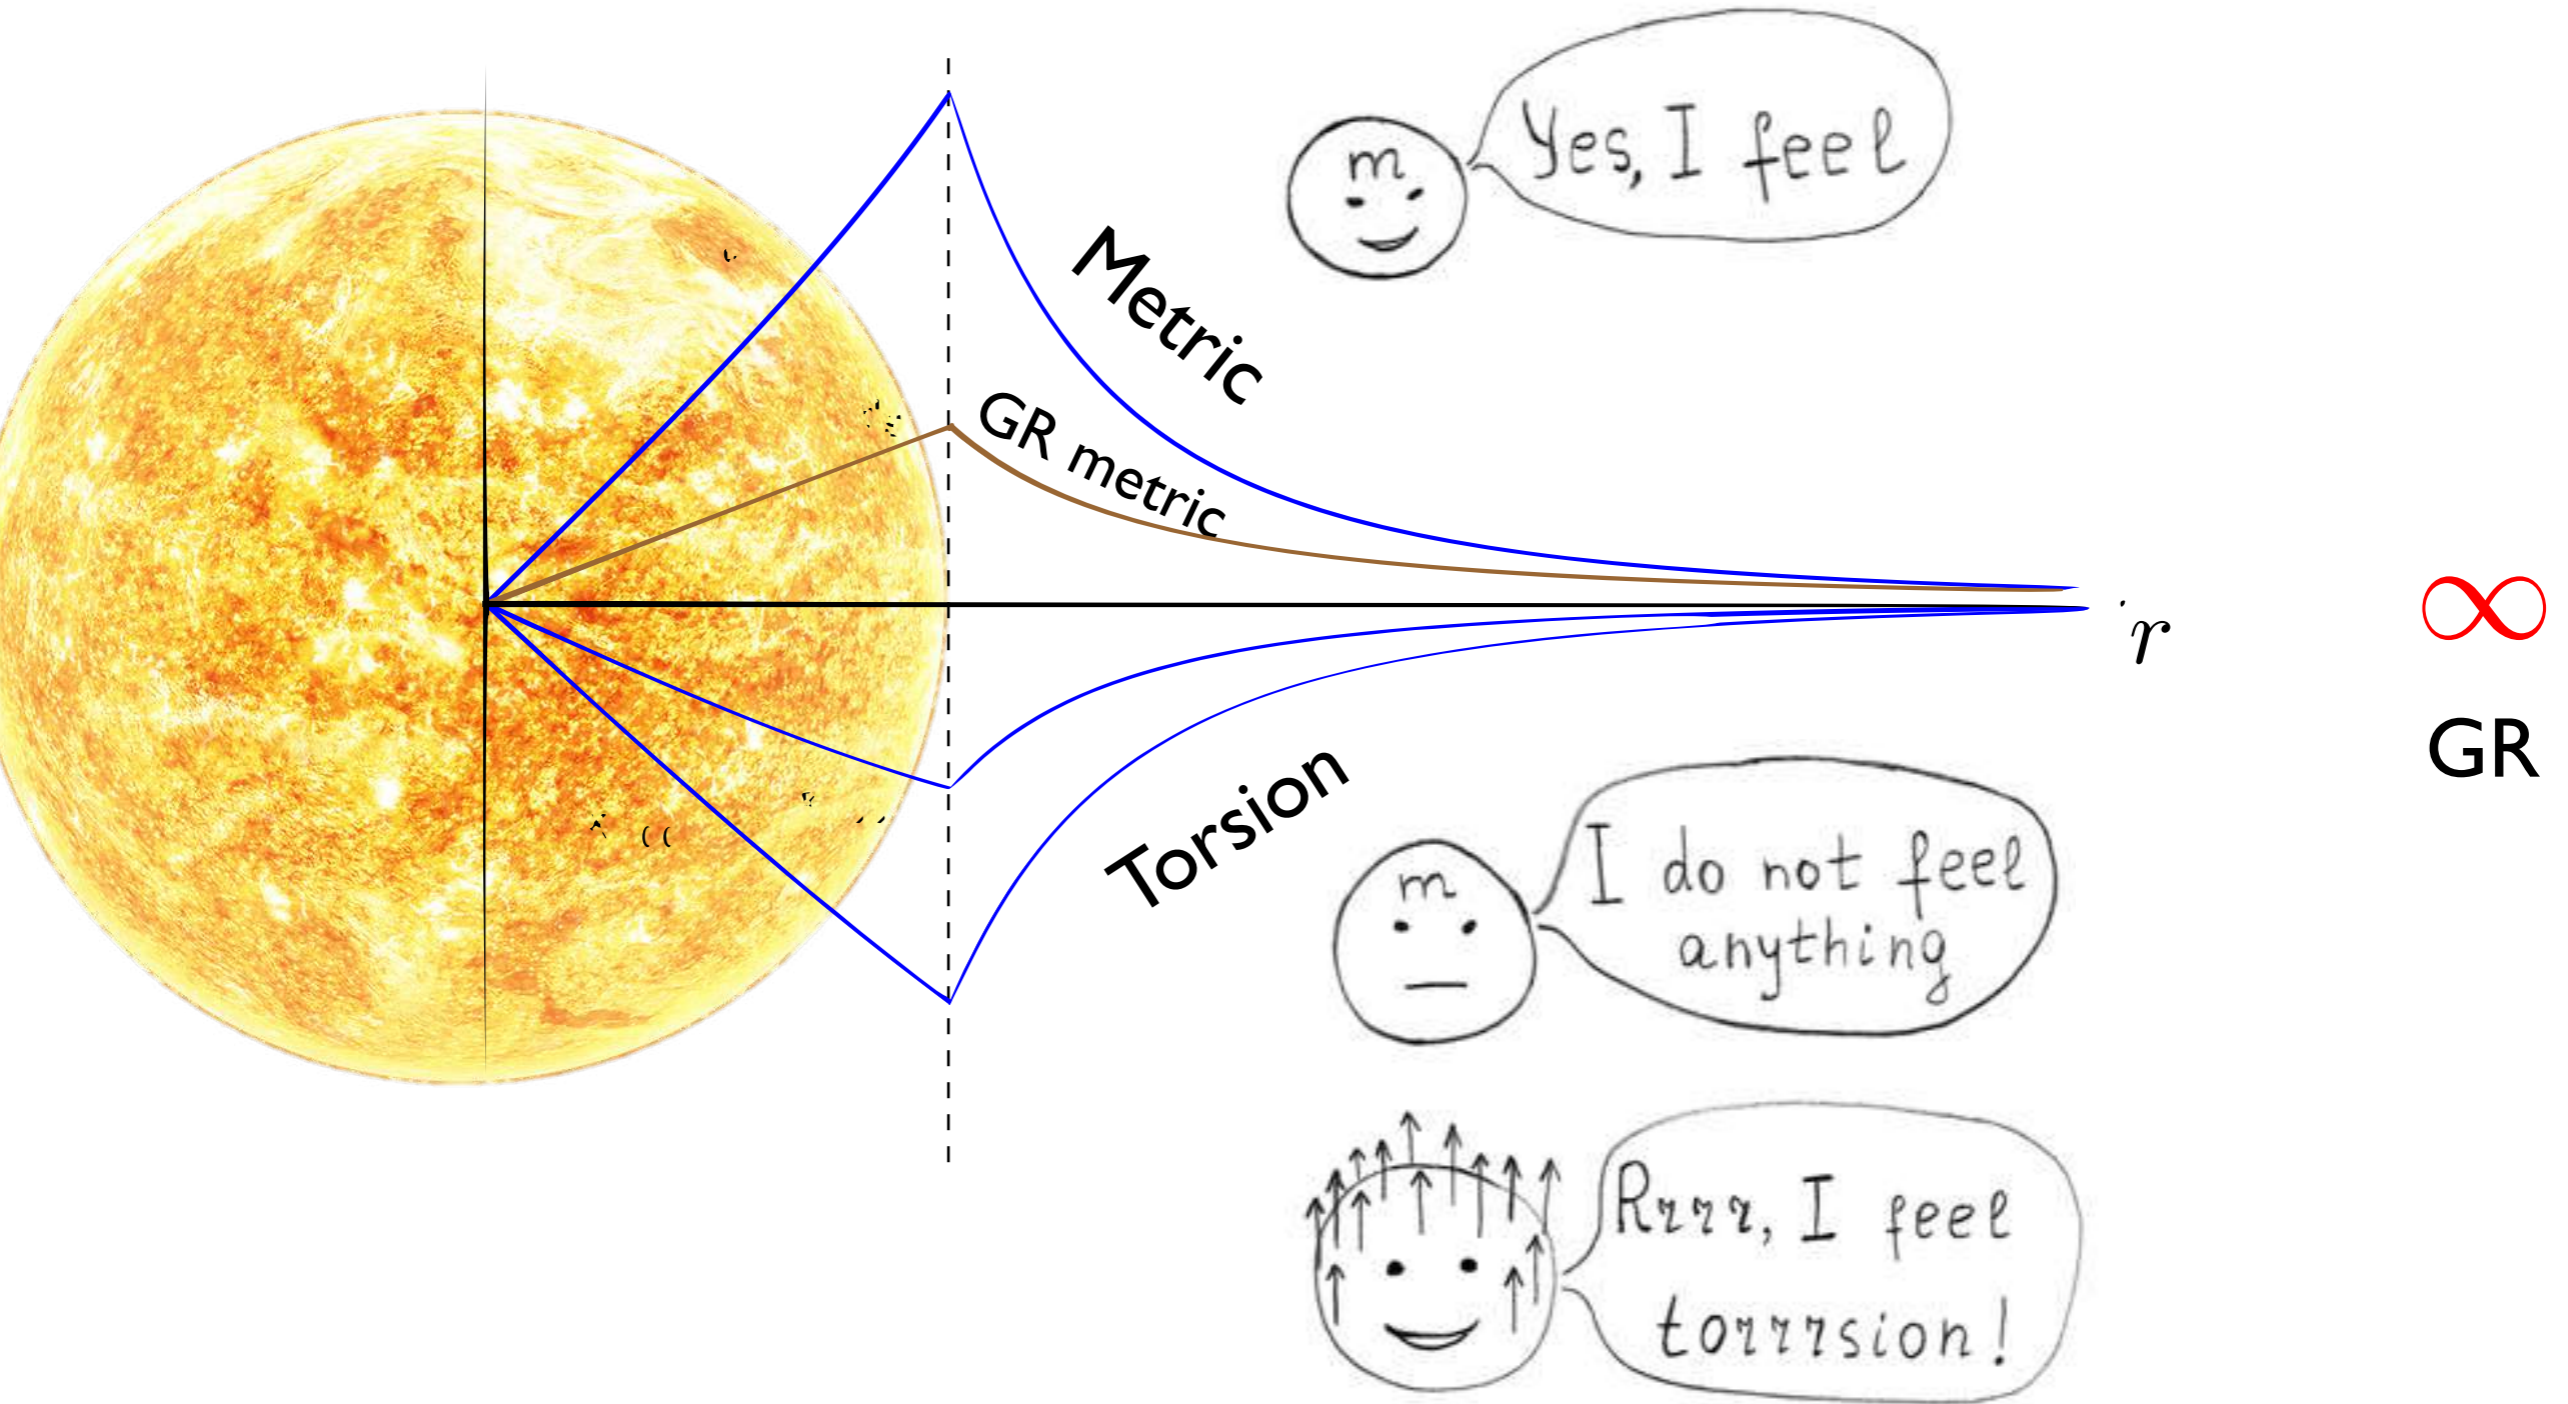 m
Yes, I feel
Metric
GR metric
r
∞
GR
Torsion
m
I do not feel
anything
Rrrr, I feel
torrrsion!